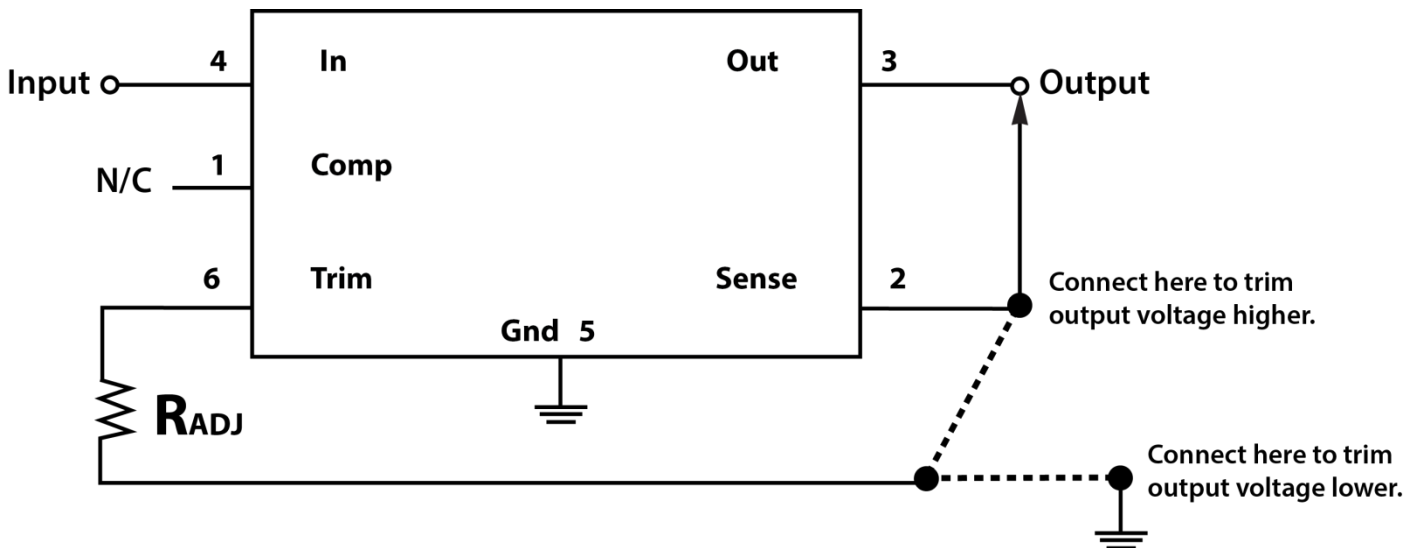 4 In Out 3
Input Output
N/C 1 Comp
6 Trim Sense 2
Connect here to trim
output voltage higher.
Gnd 5
RADJ
Connect here to trim
output voltage lower.